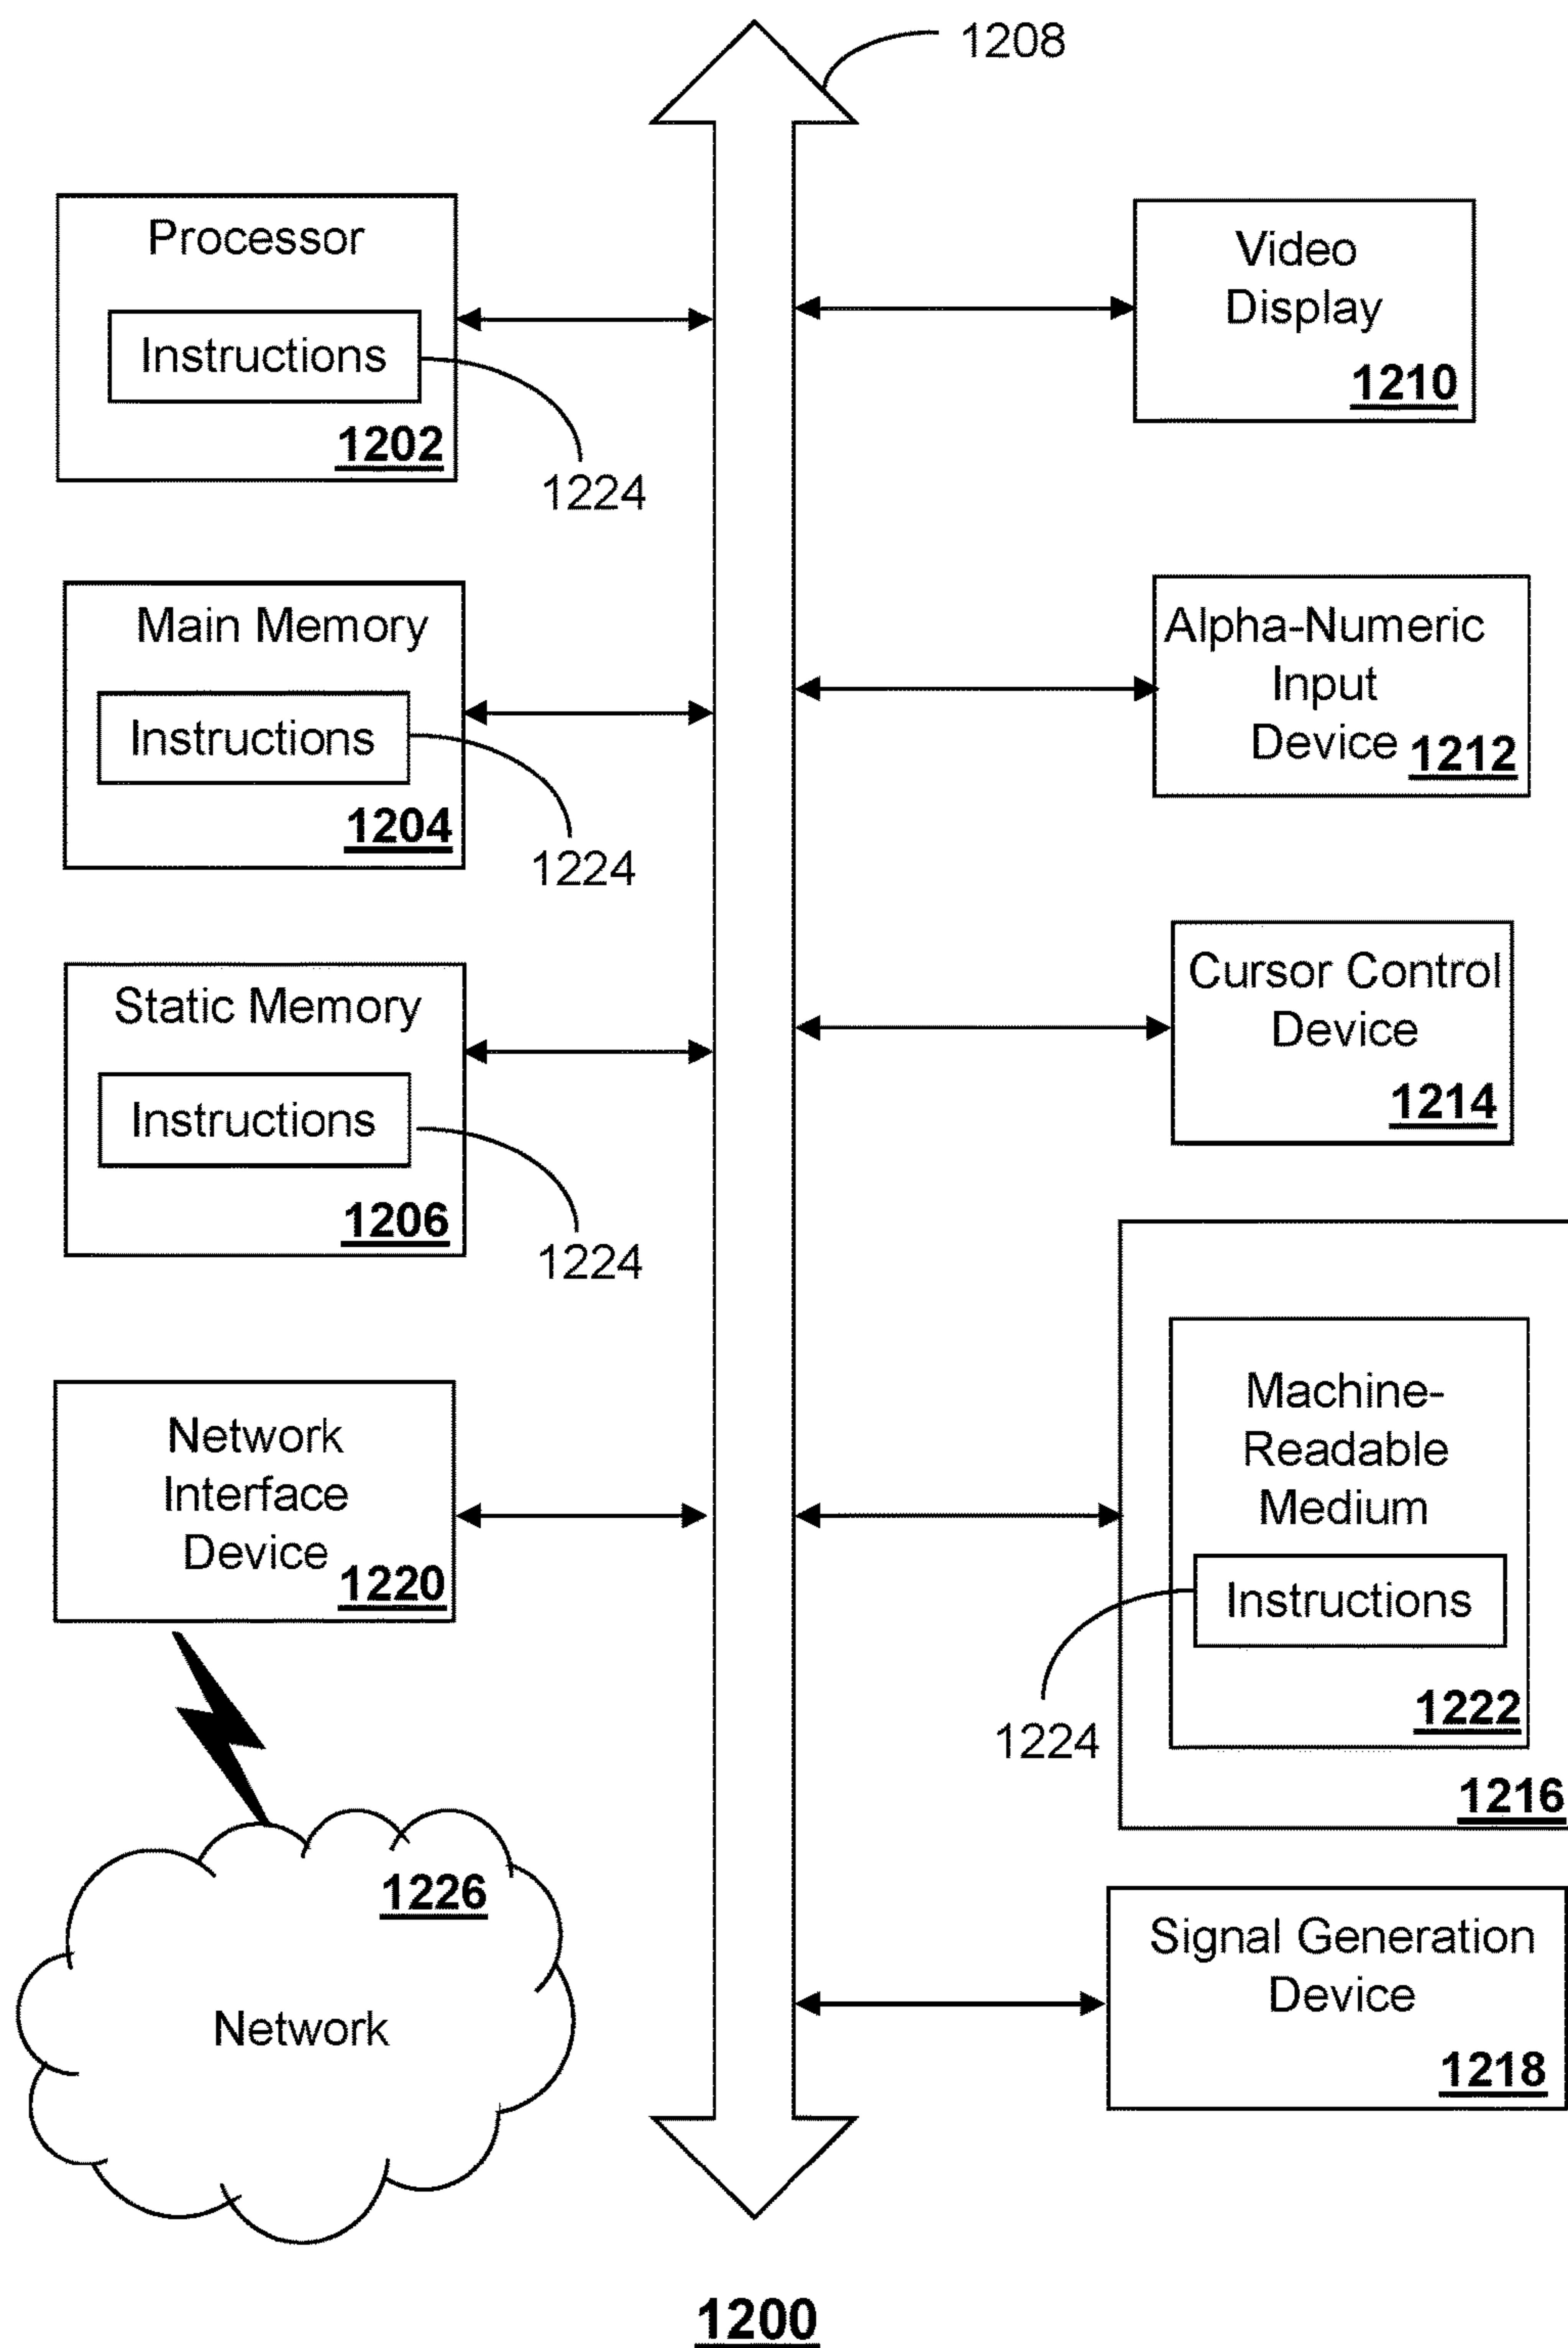 1208
Processor
Instructions
1202
1224
Main Memory
Instructions
1204
1224
Static Memory
Instructions
1206
1224
Network
Interface
Device
1220
1226
Network
Video
Display
1210
Alpha-Numeric
Input
Device
1212
Cursor Control
Device
1214
Machine-
Readable
Medium
Instructions
1222
1224
1216
Signal Generation
Device
1218
1200